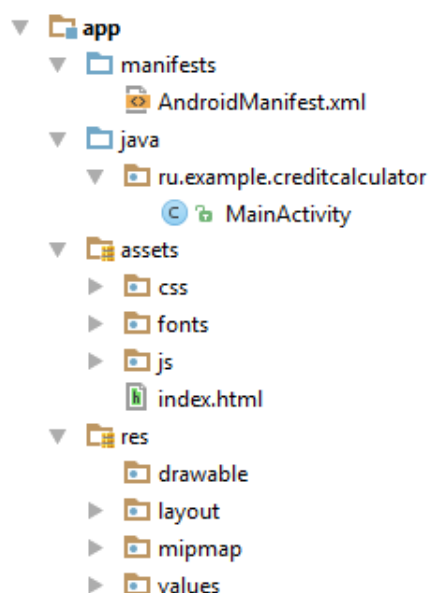 app
manifests
AndroidManifest.xml
java
ru.example.creditcalculator
MainActivity
assets
css
fonts
js
index.html
res
drawable
layout
mipmap
values